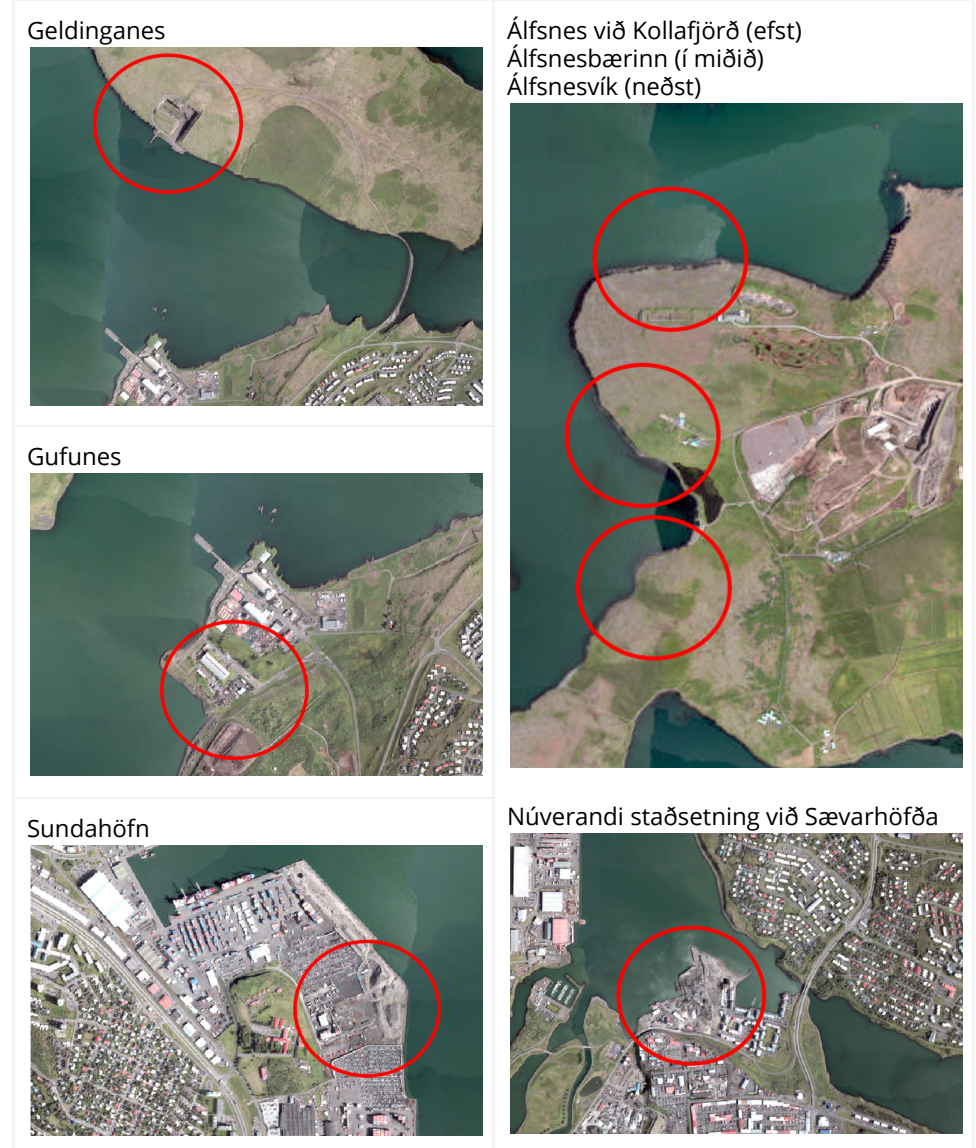 Geldinganes
Gufunes
Sundahöfn
Álfsnes við Kollafjörð (efst)
Álfsnesbærinn (í miðið)
Álfsnesvík (neðst)
Núverandi staðsetning við Sævarhöfða